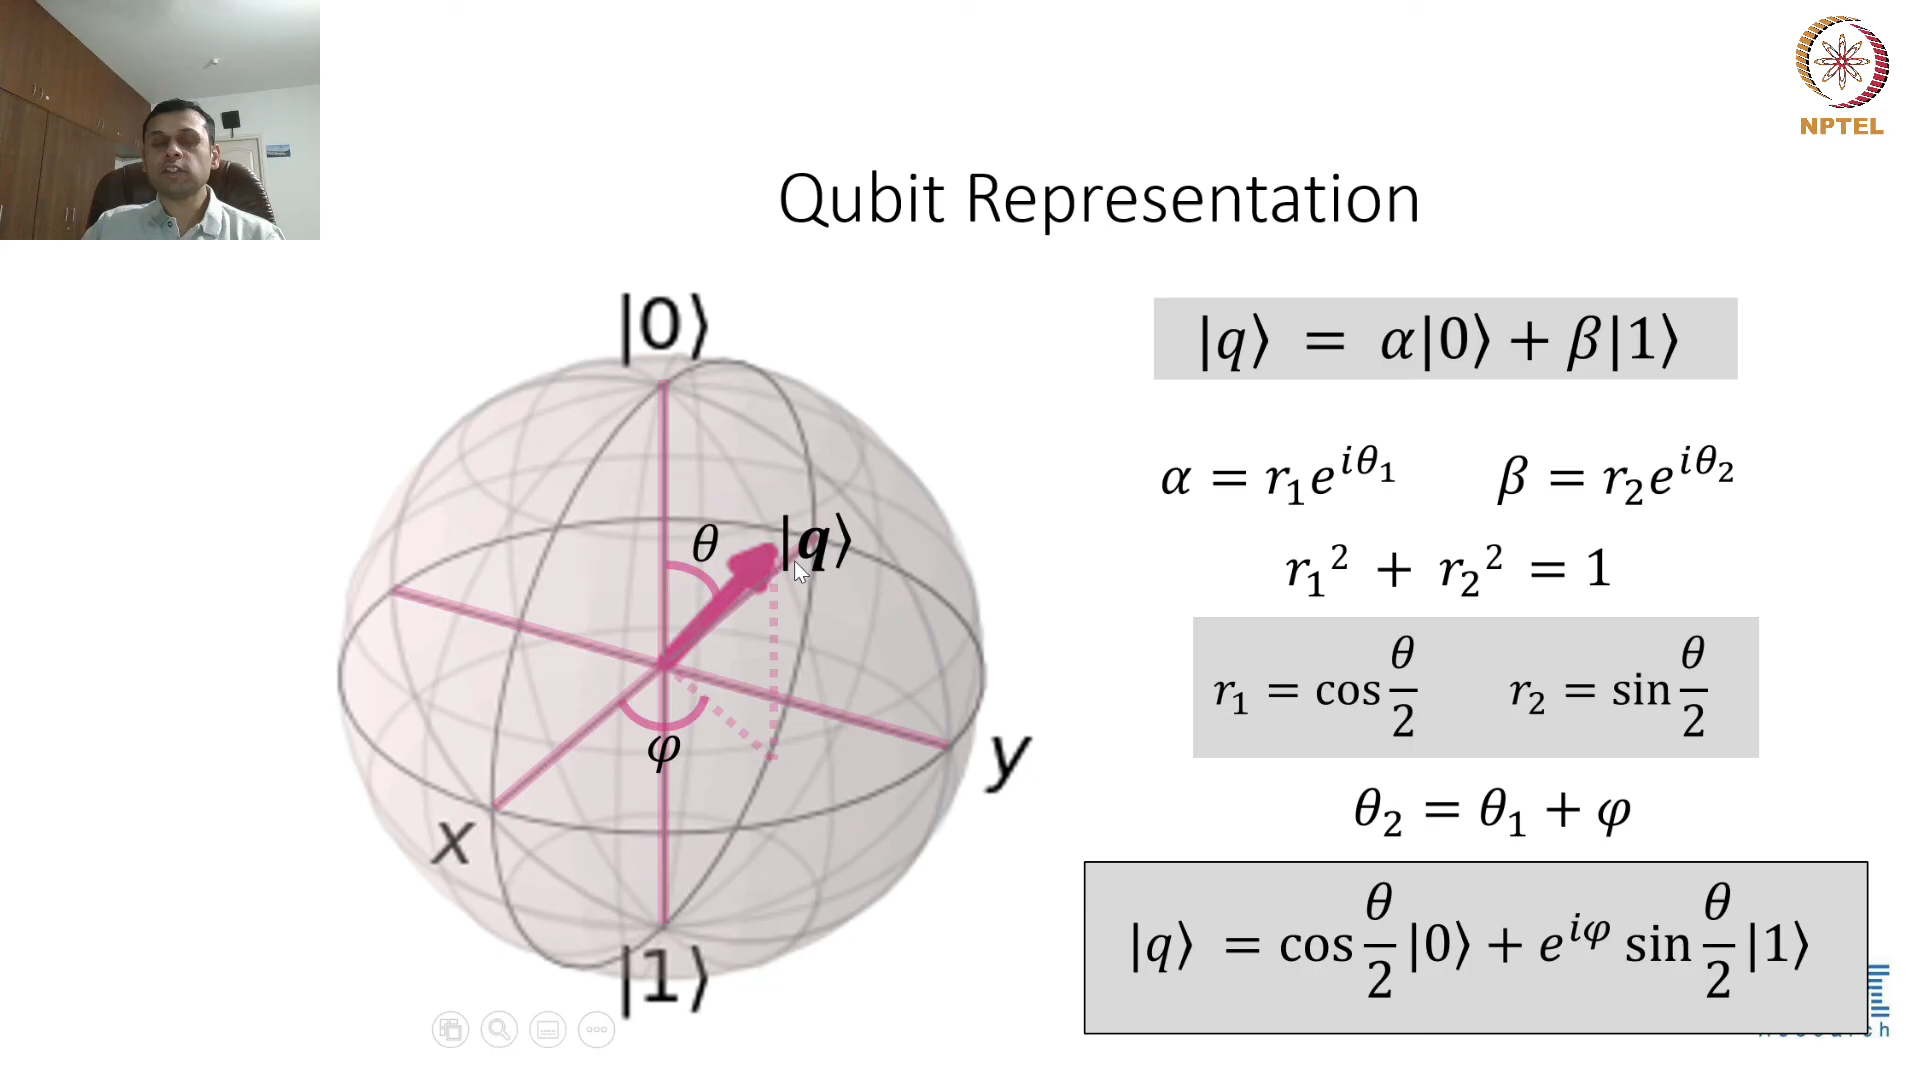 NPTEL
Qubit Representation
|0⟩
|q⟩ = α|0⟩ + β|1⟩
α = r₁e^{iθ₁} β = r₂e^{iθ₂}
θ
|q⟩
r₁² + r₂² = 1
r₁ = cos θ/2 r₂ = sin θ/2
φ
y
x
θ₂ = θ₁ + φ
|q⟩ = cos θ/2 |0⟩ + e^{iφ} sin θ/2 |1⟩
|1⟩